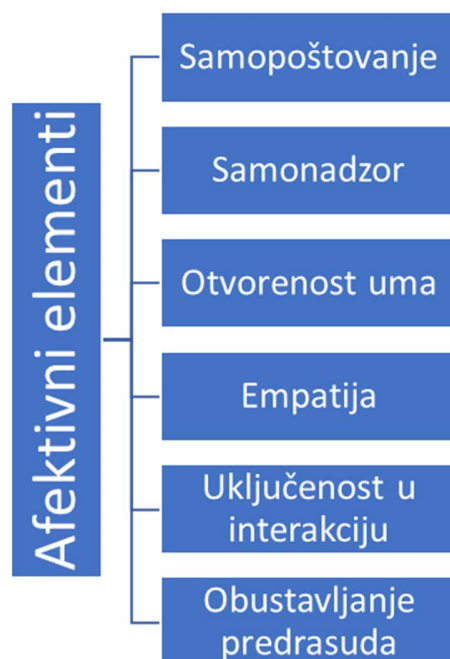 Afektivni elementi
Samopoštovanje
Samonadzor
Otvorenost uma
Empatija
Uključenost u
interakciju
Obustavljanje
predrasuda